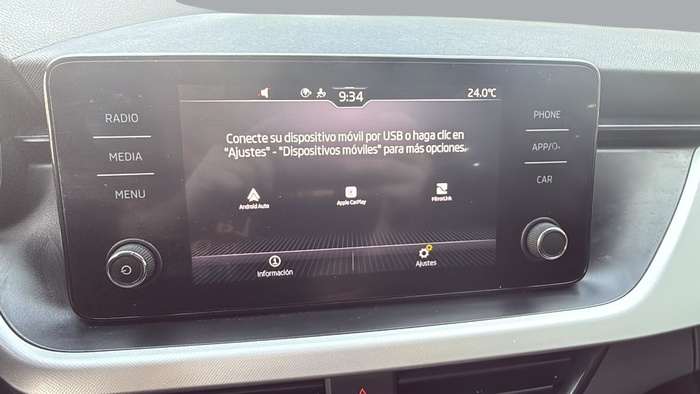 9:34
24.0°C
RADIO
MEDIA
MENU
PHONE
APP/
CAR
Conecte su dispositivo móvil por USB o haga clic en
"Ajustes" - "Dispositivos móviles" para más opciones.
Android Auto
Apple CarPlay
MirrorLink
Información
Ajustes